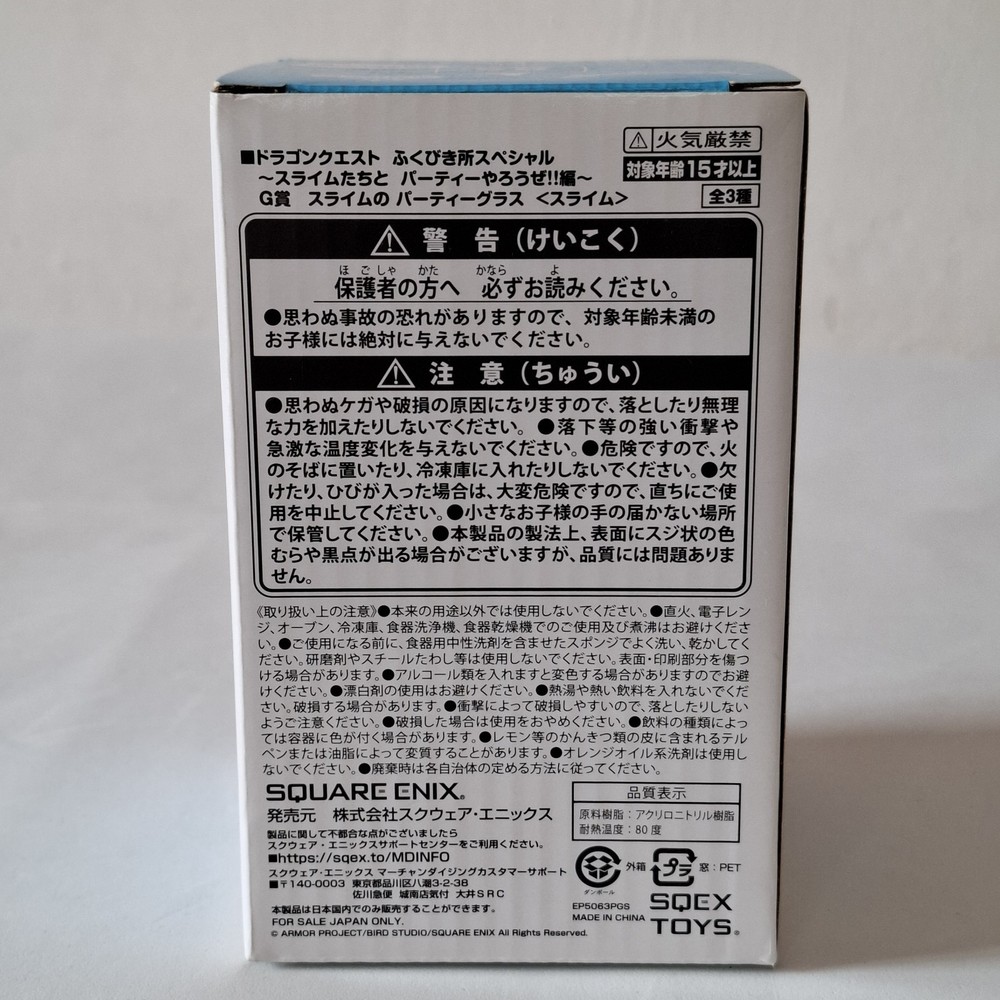 ■ドラゴンクエスト ふくびき所スペシャル
～スライムたちと パーティーやろうぜ!!編～
G賞 スライムの パーティーグラス <スライム>
⚠火気厳禁
対象年齢15才以上
全3種
⚠ 警 告（けいこく）
ほごしゃ かた かなら よ
保護者の方へ 必ずお読みください。
●思わぬ事故の恐れがありますので、対象年齢未満の
お子様には絶対に与えないでください。
⚠ 注 意（ちゅうい）
●思わぬケガや破損の原因になりますので、落としたり無理
な力を加えたりしないでください。 ●落下等の強い衝撃や
急激な温度変化を与えないでください。●危険ですので、火
のそばに置いたり、冷凍庫に入れたりしないでください。●欠
けたり、ひびが入った場合は、大変危険ですので、直ちにご使
用を中止してください。●小さなお子様の手の届かない場所
で保管してください。●本製品の製法上、表面にスジ状の色
むらや黒点が出る場合がございますが、品質には問題ありま
せん。
《取り扱い上の注意》●本来の用途以外では使用しないでください。●直火、電子レン
ジ、オーブン、冷凍庫、食器洗浄機、食器乾燥機でのご使用及び煮沸はお避けくださ
い。●ご使用になる前に、食器用中性洗剤を含ませたスポンジでよく洗い、乾かしてく
ださい。研磨剤やスチールたわし等は使用しないでください。表面・印刷部分を傷つ
ける場合があります。●アルコール類を入れますと変色する場合がありますのでお避
けください。●漂白剤の使用はお避けください。●熱湯や熱い飲料を入れないでくだ
さい。破損する場合があります。●衝撃によって破損しやすいので、落としたりしない
ようご注意ください。●破損した場合は使用をおやめください。●飲料の種類によっ
ては容器に色が付く場合があります。●レモン等のかんきつ類の皮に含まれるテル
ペンまたは油脂によって変質することがあります。●オレンジオイル系洗剤は使用し
ないでください。●廃棄時は各自治体の定める方法に従ってください。
SQUARE ENIX®
発売元 株式会社スクウェア・エニックス
製品に関して不都合な点がございましたら
スクウェア・エニックスサポートセンターをご利用ください。
■https://sqex.to/MDINFO
スクウェア・エニックス マーチャンダイジングカスタマーサポート
■〒140-0003 東京都品川区八潮3-2-38
佐川急便 城南店気付 大井SRC
本製品は日本国内でのみ販売することができます。
FOR SALE JAPAN ONLY.
© ARMOR PROJECT/BIRD STUDIO/SQUARE ENIX All Rights Reserved.
品質表示
原料樹脂：アクリロニトリル樹脂
耐熱温度：80度
ダンボール
外箱
プラ
窓：PET
EP5063PGS
MADE IN CHINA
SQEX
TOYS®